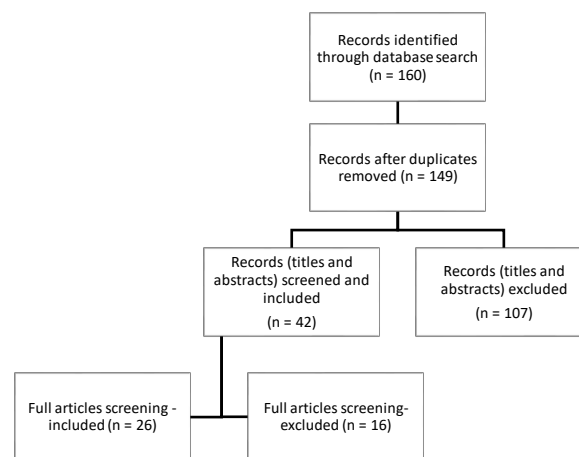 Records identified
through database search
(n = 160)
Records after duplicates
removed (n = 149)
Records (titles and
abstracts) screened and
included
(n = 42)
Records (titles and
abstracts) excluded
(n = 107)
Full articles screening -
included (n = 26)
Full articles screening-
excluded (n = 16)